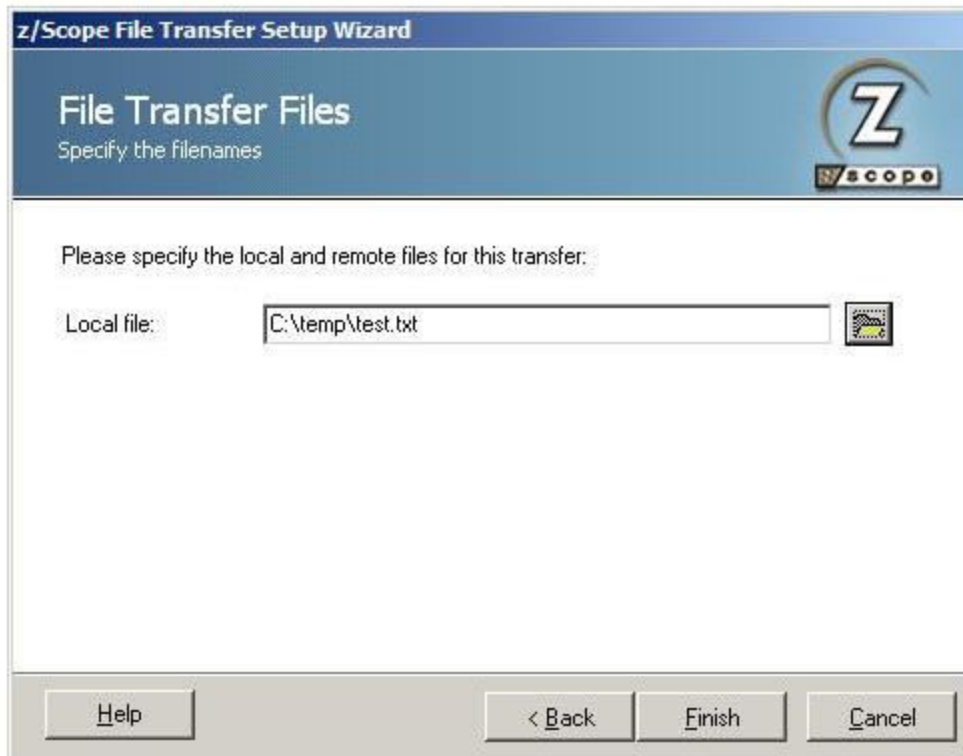 z/Scope File Transfer Setup Wizard
File Transfer Files
Specify the filenames
Z
z/scope
Please specify the local and remote files for this transfer:
Local file:
C:\temp\test.txt
Help
< Back
Finish
Cancel